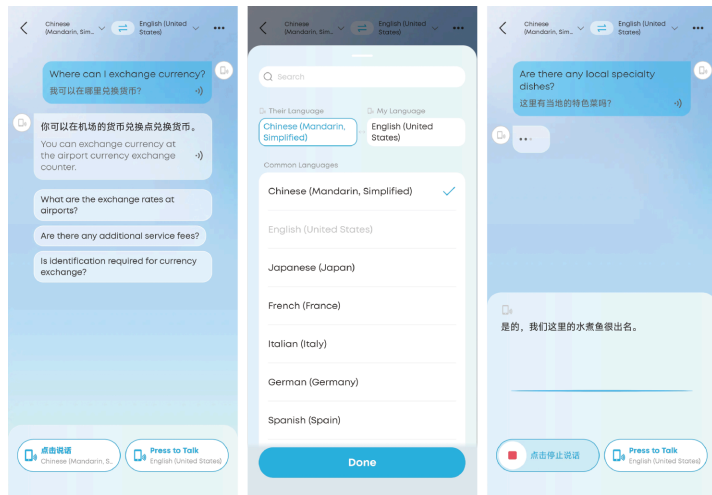 Chinese
(Mandarin, Sim...
English (United
States)
Where can I exchange currency?
我可以在哪里兑换货币？
你可以在机场的货币兑换点兑换货币。
You can exchange currency at
the airport currency exchange
counter.
What are the exchange rates at
airports?
Are there any additional service fees?
Is identification required for currency
exchange?
点击说话
Chinese (Mandarin, S...
Press to Talk
English (United States)
Chinese
(Mandarin, Sim...
English (United
States)
Search
Their Language
My Language
Chinese (Mandarin,
Simplified)
English (United
States)
Common Languages
Chinese (Mandarin, Simplified)
English (United States)
Japanese (Japan)
French (France)
Italian (Italy)
German (Germany)
Spanish (Spain)
Done
Chinese
(Mandarin, Sim...
English (United
States)
Are there any local specialty
dishes?
这里有当地的特色菜吗？
是的，我们这里的水煮鱼很出名。
点击停止说话
Press to Talk
English (United States)